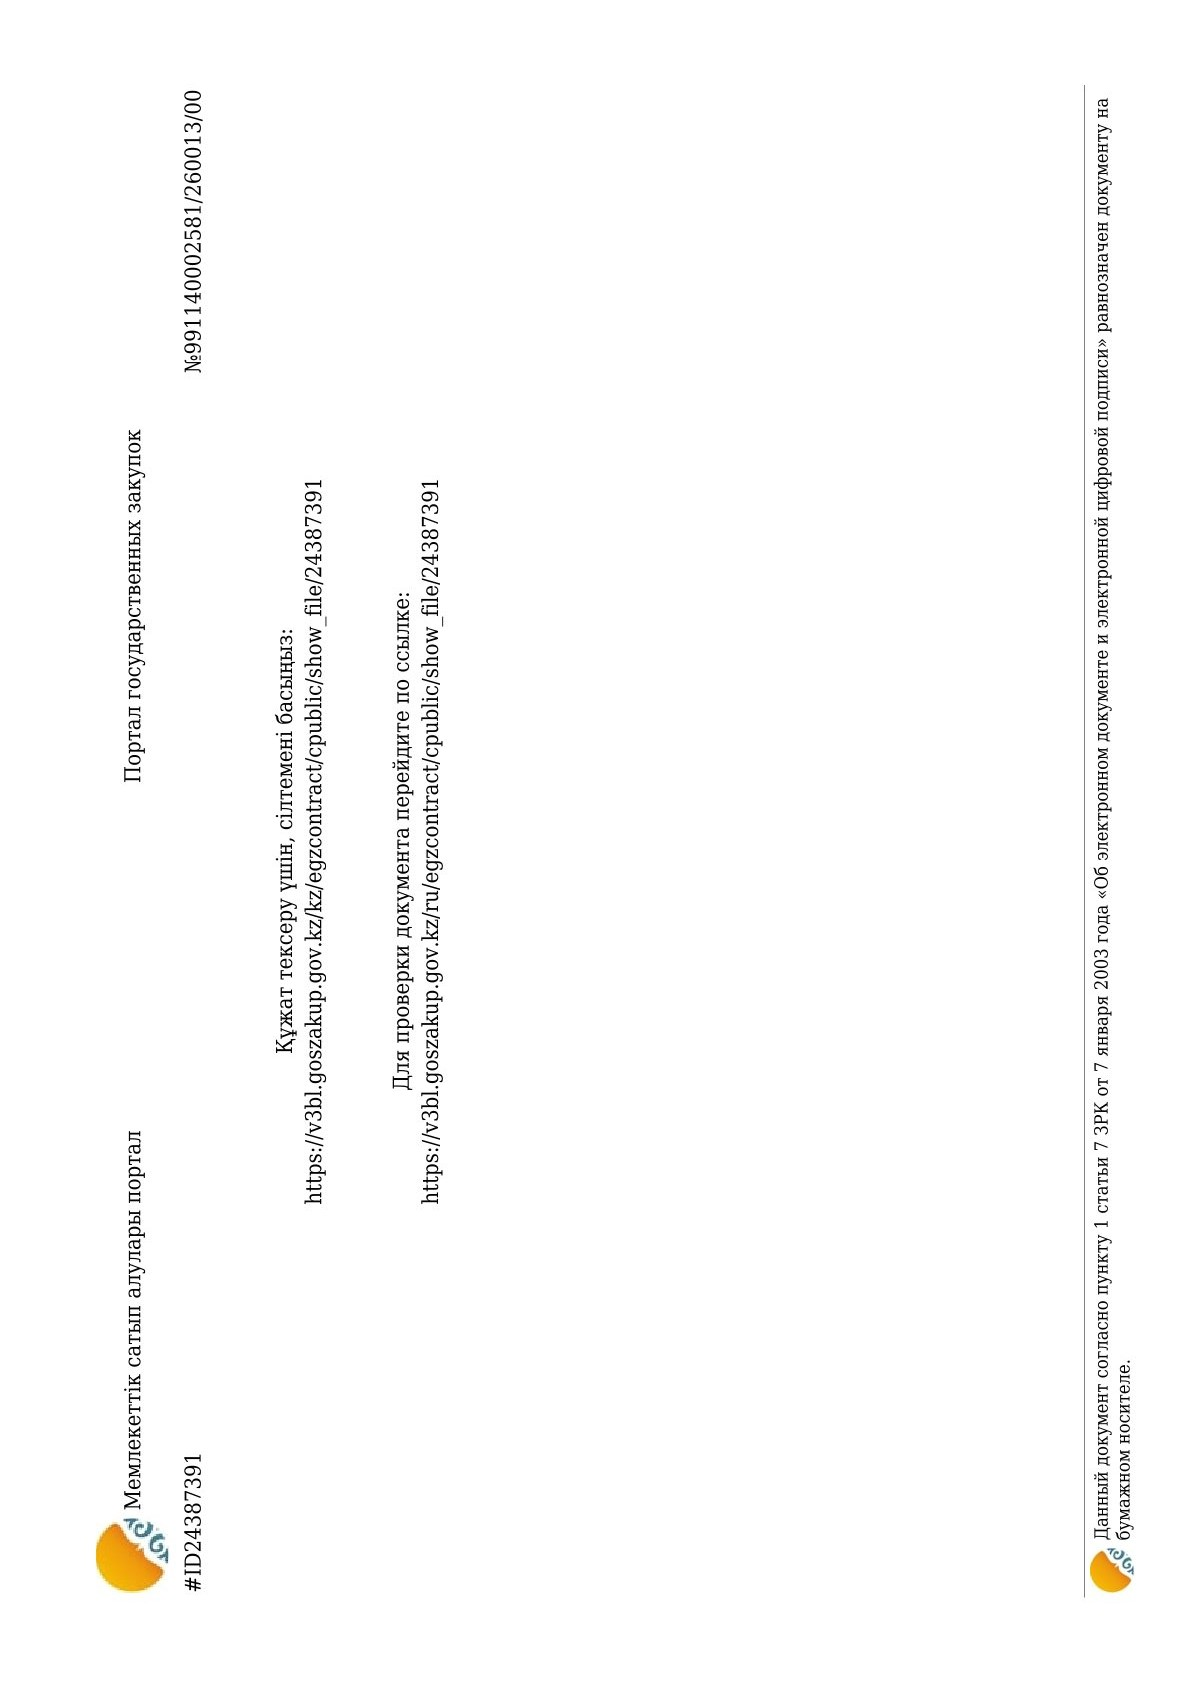 Мемлекеттік сатып алулары портал
Портал государственных закупок
#ID24387391
№991140002581/260013/00
Құжат тексеру үшін, сілтемені басыңыз:
https://v3bl.goszakup.gov.kz/kz/egzcontract/cpublic/show_file/24387391
Для проверки документа перейдите по ссылке:
https://v3bl.goszakup.gov.kz/ru/egzcontract/cpublic/show_file/24387391
Данный документ согласно пункту 1 статьи 7 ЗРК от 7 января 2003 года «Об электронном документе и электронной цифровой подписи» равнозначен документу на
бумажном носителе.